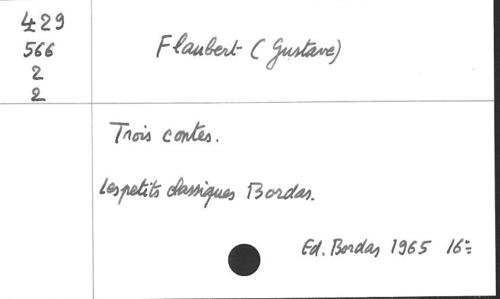 429
566
2
2
Flaubert (Gustave)
Trois contes.
Les petits classiques Bordas.
Ed. Bordas 1965 16=